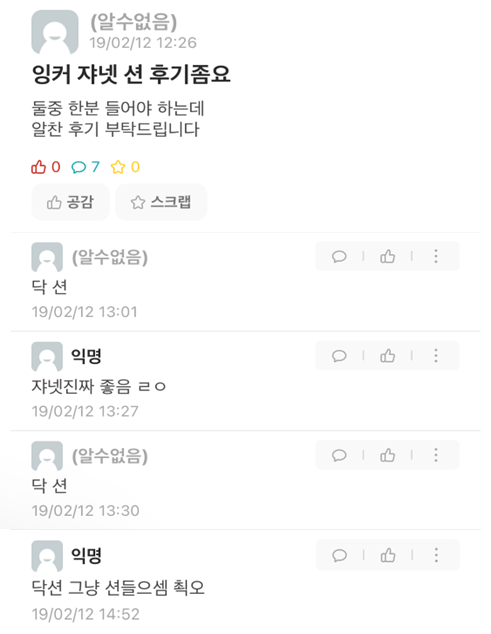 (알수없음)
19/02/12 12:26
잉커 쟈넷 션 후기좀요
둘중 한분 들어야 하는데
알찬 후기 부탁드립니다
0 7 0
공감 스크랩
(알수없음)
닥 션
19/02/12 13:01
익명
쟈넷진짜 좋음 ㄹㅇ
19/02/12 13:27
(알수없음)
닥 션
19/02/12 13:30
익명
닥션 그냥 션들으셈 쵝오
19/02/12 14:52